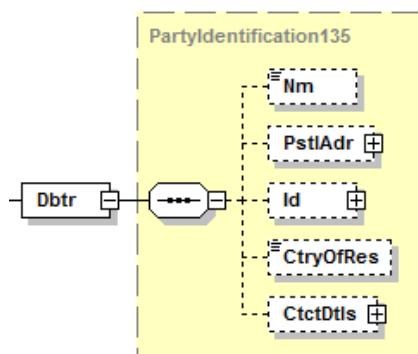 PartyIdentification135
Nm
PstlAdr
Dbtr
Id
CtryOfRes
CtctDtls